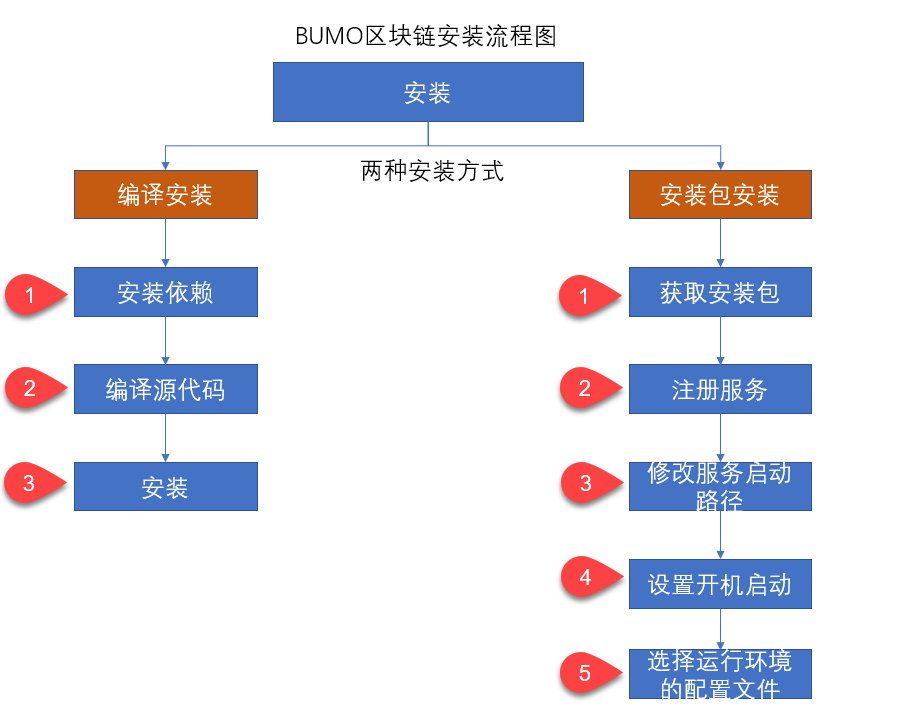 BUMO区块链安装流程图
安装
两种安装方式
编译安装
1
安装依赖
2
编译源代码
3
安装
安装包安装
1
获取安装包
2
注册服务
3
修改服务启动
路径
4
设置开机启动
5
选择运行环境
的配置文件